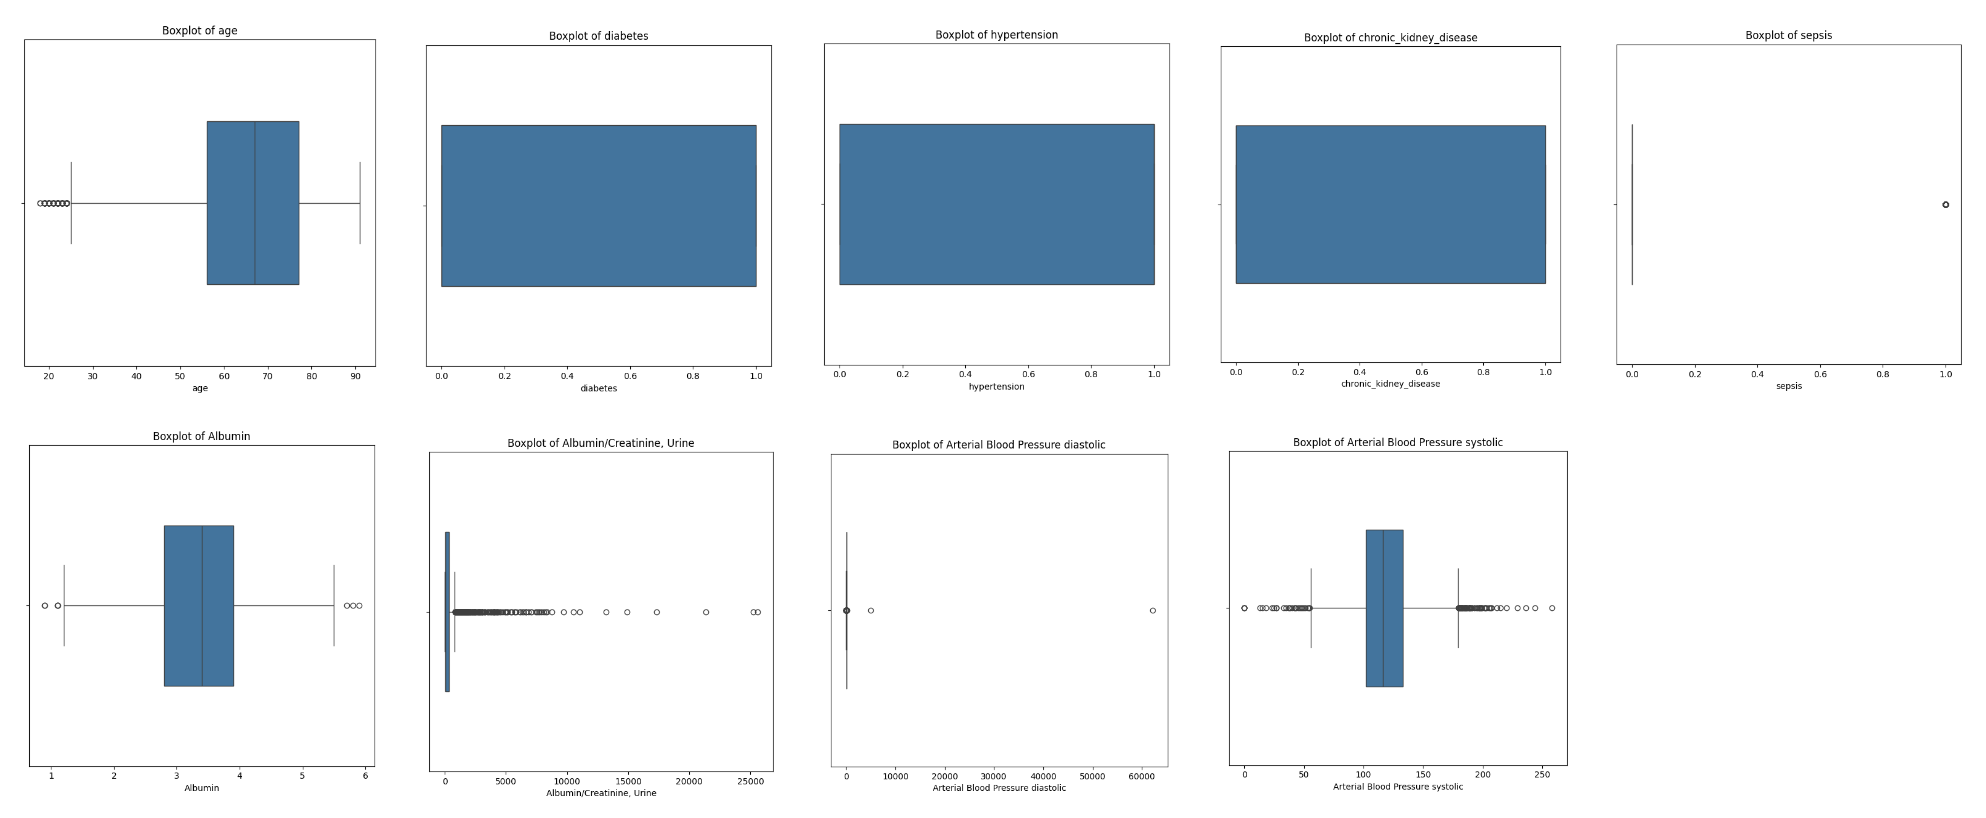 Boxplot of age
20 30 40 50 60 70 80 90
age
Boxplot of diabetes
0.0 0.2 0.4 0.6 0.8 1.0
diabetes
Boxplot of hypertension
0.0 0.2 0.4 0.6 0.8 1.0
hypertension
Boxplot of chronic_kidney_disease
0.0 0.2 0.4 0.6 0.8 1.0
chronic_kidney_disease
Boxplot of sepsis
0.0 0.2 0.4 0.6 0.8 1.0
sepsis
Boxplot of Albumin
1 2 3 4 5 6
Albumin
Boxplot of Albumin/Creatinine, Urine
0 5000 10000 15000 20000 25000
Albumin/Creatinine, Urine
Boxplot of Arterial Blood Pressure diastolic
0 10000 20000 30000 40000 50000 60000
Arterial Blood Pressure diastolic
Boxplot of Arterial Blood Pressure systolic
0 50 100 150 200 250
Arterial Blood Pressure systolic